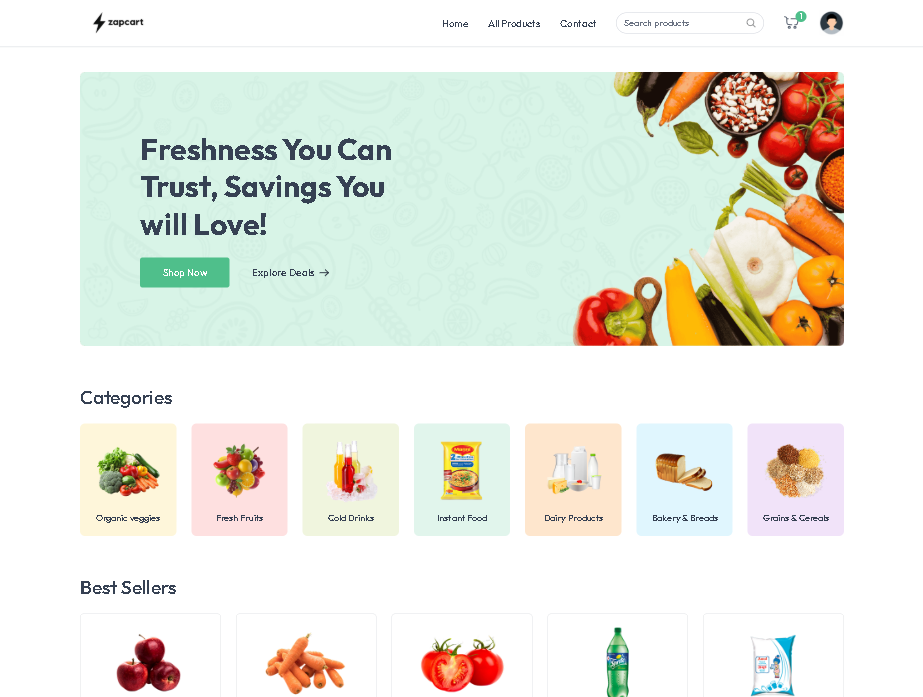 zapcart
Home
All Products
Contact
Search products
1
Freshness You Can
Trust, Savings You
will Love!
Shop Now
Explore Deals
Categories
Organic veggies
Fresh Fruits
Cold Drinks
Instant Food
Dairy Products
Bakery & Breads
Grains & Cereals
Best Sellers
Sprite